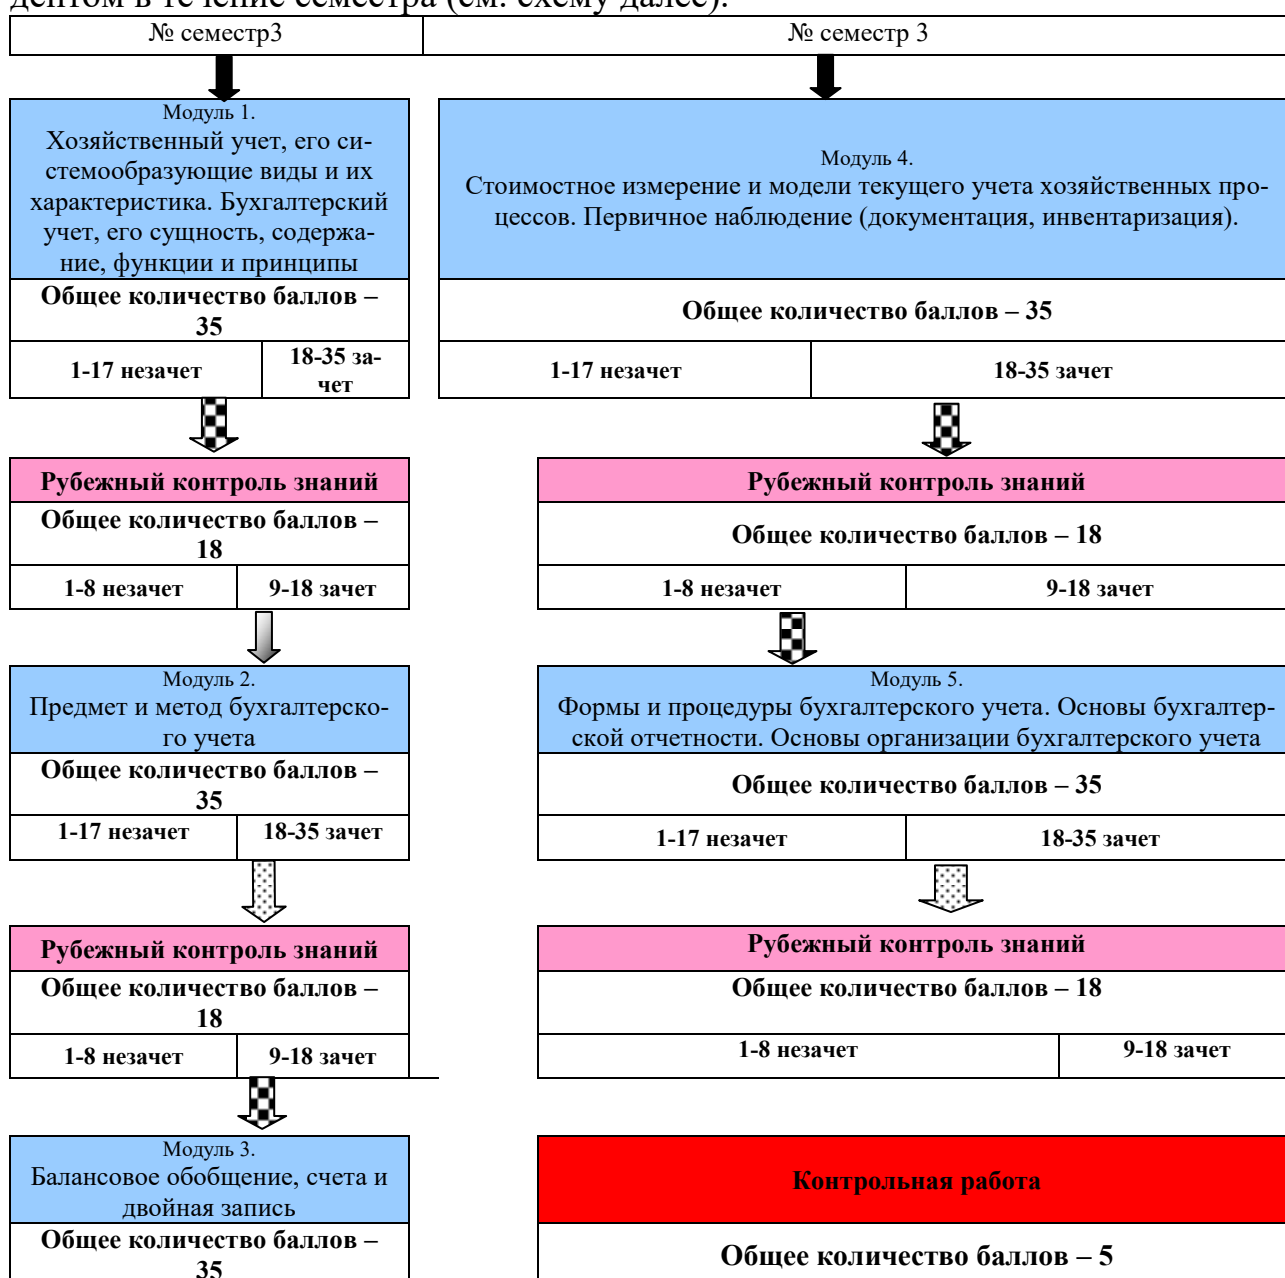 дентом в течение семестра (см. схему далее).
№ семестр3
№ семестр 3
Модуль 1.
Хозяйственный учет, его си-
стемообразующие виды и их
характеристика. Бухгалтерский
учет, его сущность, содержа-
ние, функции и принципы
Общее количество баллов –
35
1-17 незачет
18-35 за-
чет
Модуль 4.
Стоимостное измерение и модели текущего учета хозяйственных про-
цессов. Первичное наблюдение (документация, инвентаризация).
Общее количество баллов – 35
1-17 незачет
18-35 зачет
Рубежный контроль знаний
Общее количество баллов –
18
1-8 незачет
9-18 зачет
Рубежный контроль знаний
Общее количество баллов – 18
1-8 незачет
9-18 зачет
Модуль 2.
Предмет и метод бухгалтерско-
го учета
Общее количество баллов –
35
1-17 незачет
18-35 зачет
Модуль 5.
Формы и процедуры бухгалтерского учета. Основы бухгалтер-
ской отчетности. Основы организации бухгалтерского учета
Общее количество баллов – 35
1-17 незачет
18-35 зачет
Рубежный контроль знаний
Общее количество баллов –
18
1-8 незачет
9-18 зачет
Рубежный контроль знаний
Общее количество баллов – 18
1-8 незачет
9-18 зачет
Модуль 3.
Балансовое обобщение, счета и
двойная запись
Общее количество баллов –
35
Контрольная работа
Общее количество баллов – 5